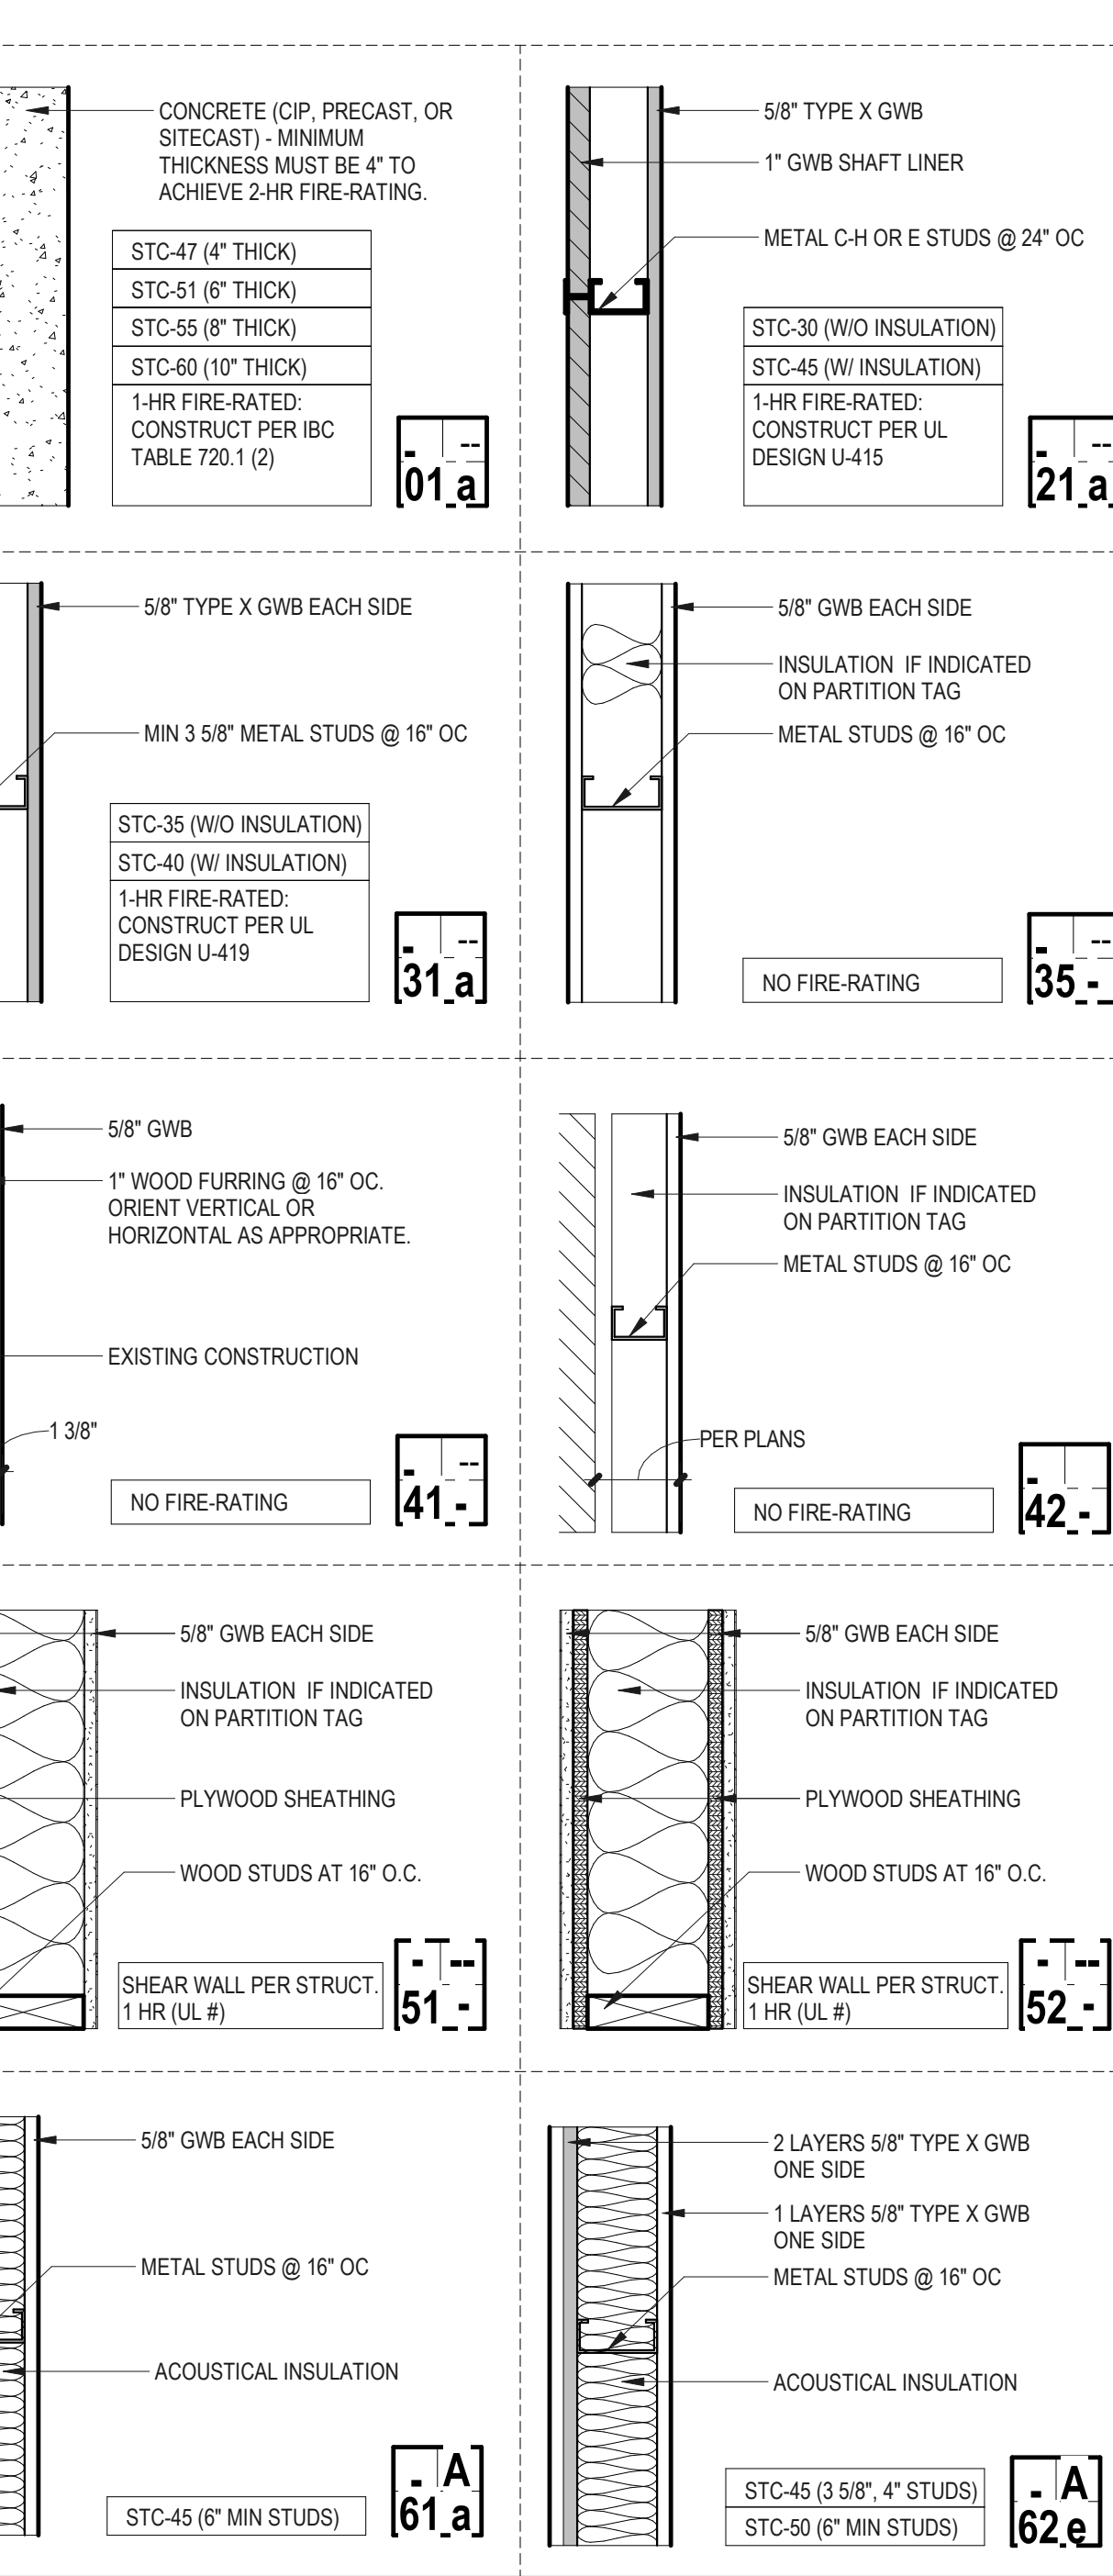 CONCRETE (CIP, PRECAST, OR
SITECAST) - MINIMUM
THICKNESS MUST BE 4" TO
ACHIEVE 2-HR FIRE-RATING.
STC-47 (4" THICK)
STC-51 (6" THICK)
STC-55 (8" THICK)
STC-60 (10" THICK)
1-HR FIRE-RATED:
CONSTRUCT PER IBC
TABLE 720.1 (2)
- --
01 a
5/8" TYPE X GWB
1" GWB SHAFT LINER
METAL C-H OR E STUDS @ 24" OC
STC-30 (W/O INSULATION)
STC-45 (W/ INSULATION)
1-HR FIRE-RATED:
CONSTRUCT PER UL
DESIGN U-415
- --
21 a
5/8" TYPE X GWB EACH SIDE
MIN 3 5/8" METAL STUDS @ 16" OC
STC-35 (W/O INSULATION)
STC-40 (W/ INSULATION)
1-HR FIRE-RATED:
CONSTRUCT PER UL
DESIGN U-419
- --
31 a
5/8" GWB EACH SIDE
INSULATION IF INDICATED
ON PARTITION TAG
METAL STUDS @ 16" OC
NO FIRE-RATING
- --
35 -
5/8" GWB
1" WOOD FURRING @ 16" OC.
ORIENT VERTICAL OR
HORIZONTAL AS APPROPRIATE.
EXISTING CONSTRUCTION
1 3/8"
NO FIRE-RATING
- --
41 -
5/8" GWB EACH SIDE
INSULATION IF INDICATED
ON PARTITION TAG
METAL STUDS @ 16" OC
PER PLANS
NO FIRE-RATING
-
42 -
5/8" GWB EACH SIDE
INSULATION IF INDICATED
ON PARTITION TAG
PLYWOOD SHEATHING
WOOD STUDS AT 16" O.C.
SHEAR WALL PER STRUCT.
1 HR (UL #)
- --
51 -
5/8" GWB EACH SIDE
INSULATION IF INDICATED
ON PARTITION TAG
PLYWOOD SHEATHING
WOOD STUDS AT 16" O.C.
SHEAR WALL PER STRUCT.
1 HR (UL #)
- --
52 -
5/8" GWB EACH SIDE
METAL STUDS @ 16" OC
ACOUSTICAL INSULATION
STC-45 (6" MIN STUDS)
- A
61 a
2 LAYERS 5/8" TYPE X GWB
ONE SIDE
1 LAYERS 5/8" TYPE X GWB
ONE SIDE
METAL STUDS @ 16" OC
ACOUSTICAL INSULATION
STC-45 (3 5/8", 4" STUDS)
STC-50 (6" MIN STUDS)
- A
62 e